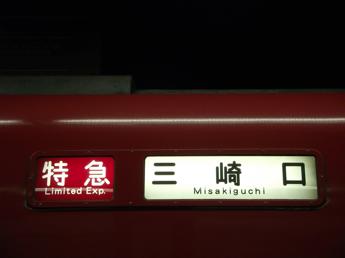 特急
Limited Exp.
三崎口
Misakiguchi